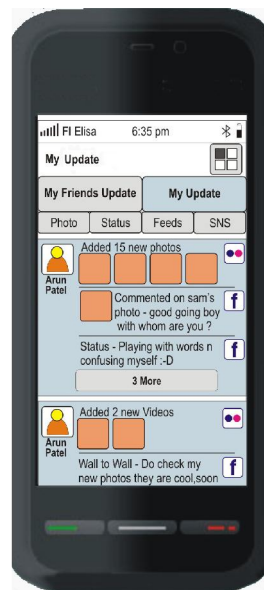 FI Elisa 6:35 pm
My Update
My Friends Update My Update
Photo Status Feeds SNS
Added 15 new photos
Arun
Patel
Commented on sam's
photo - good going boy
with whom are you ?
f
Status - Playing with words n
confusing myself :-D
f
3 More
Added 2 new Videos
Arun
Patel
Wall to Wall - Do check my
new photos they are cool,soon
f